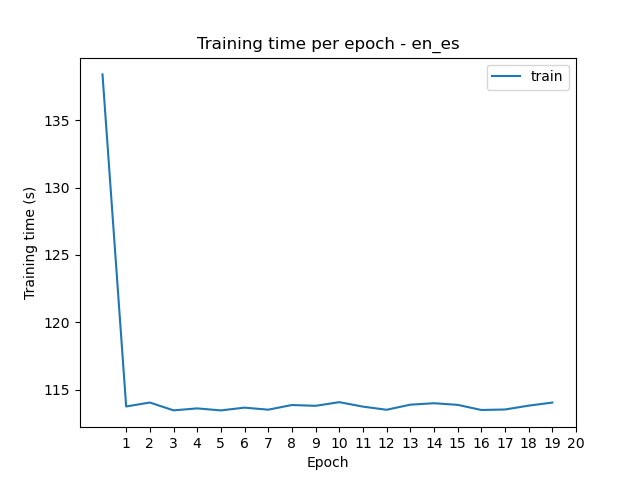 Training time per epoch - en_es
train
Training time (s)
135
130
125
120
115
1 2 3 4 5 6 7 8 9 10 11 12 13 14 15 16 17 18 19 20
Epoch